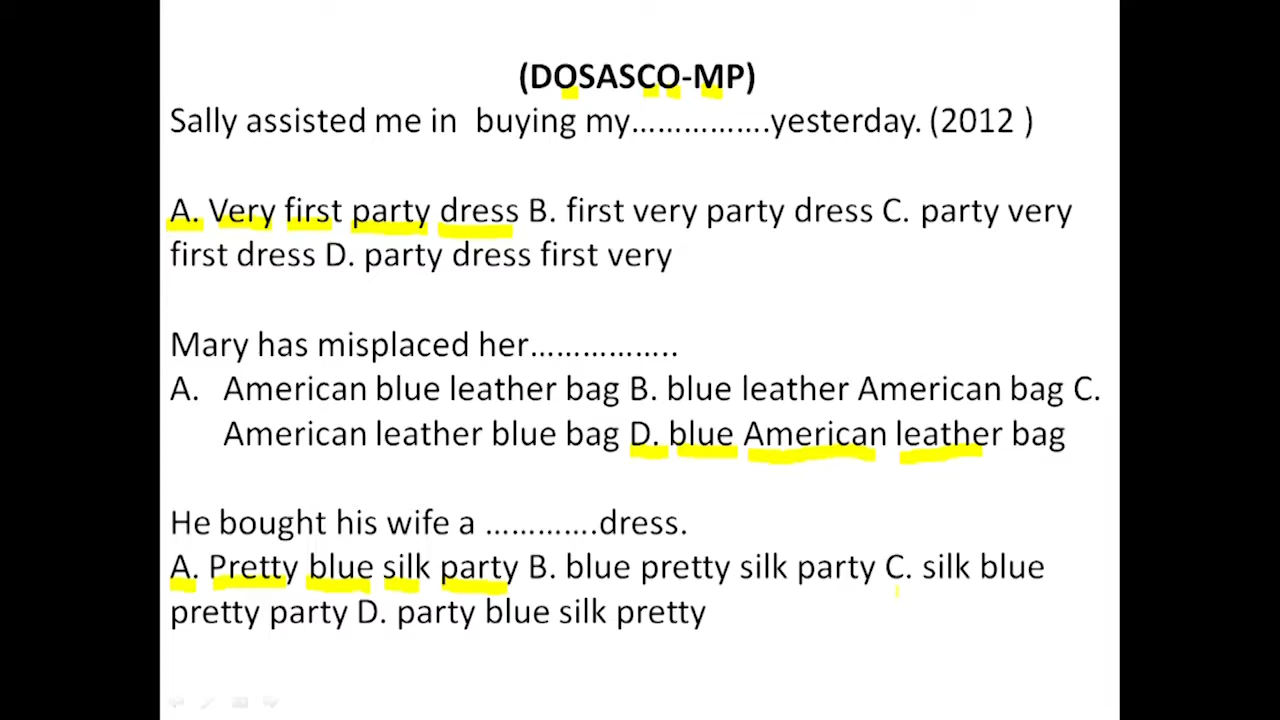 (DOSASCO-MP)
Sally assisted me in buying my…………….yesterday. (2012 )
A. Very first party dress B. first very party dress C. party very
first dress D. party dress first very
Mary has misplaced her……………..
A. American blue leather bag B. blue leather American bag C.
American leather blue bag D. blue American leather bag
He bought his wife a ………….dress.
A. Pretty blue silk party B. blue pretty silk party C. silk blue
pretty party D. party blue silk pretty